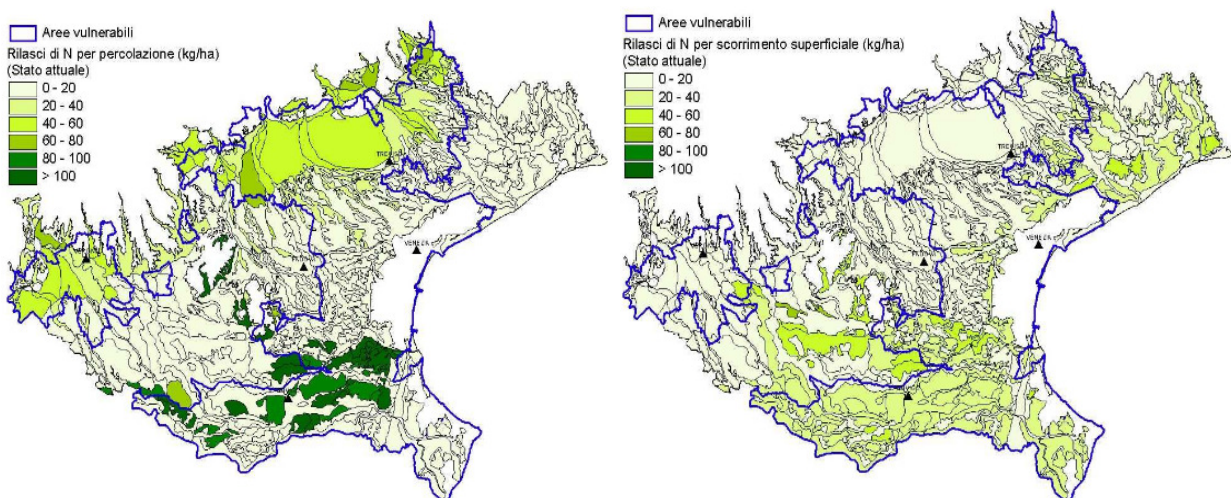 Aree vulnerabili
Rilasci di N per percolazione (kg/ha)
(Stato attuale)
0 - 20
20 - 40
40 - 60
60 - 80
80 - 100
> 100
VENEZIA
Aree vulnerabili
Rilasci di N per scorrimento superficiale (kg/ha)
(Stato attuale)
0 - 20
20 - 40
40 - 60
60 - 80
80 - 100
> 100
VENEZIA